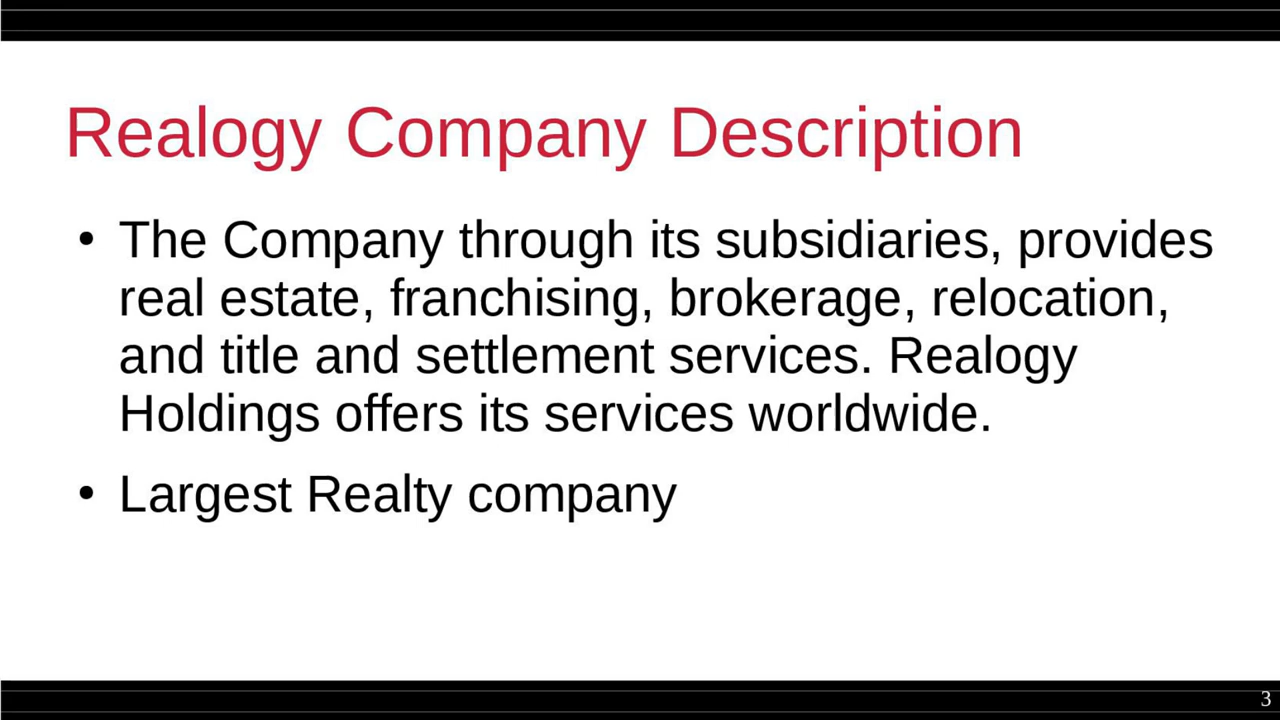 Realogy Company Description
• The Company through its subsidiaries, provides
real estate, franchising, brokerage, relocation,
and title and settlement services. Realogy
Holdings offers its services worldwide.
• Largest Realty company
3